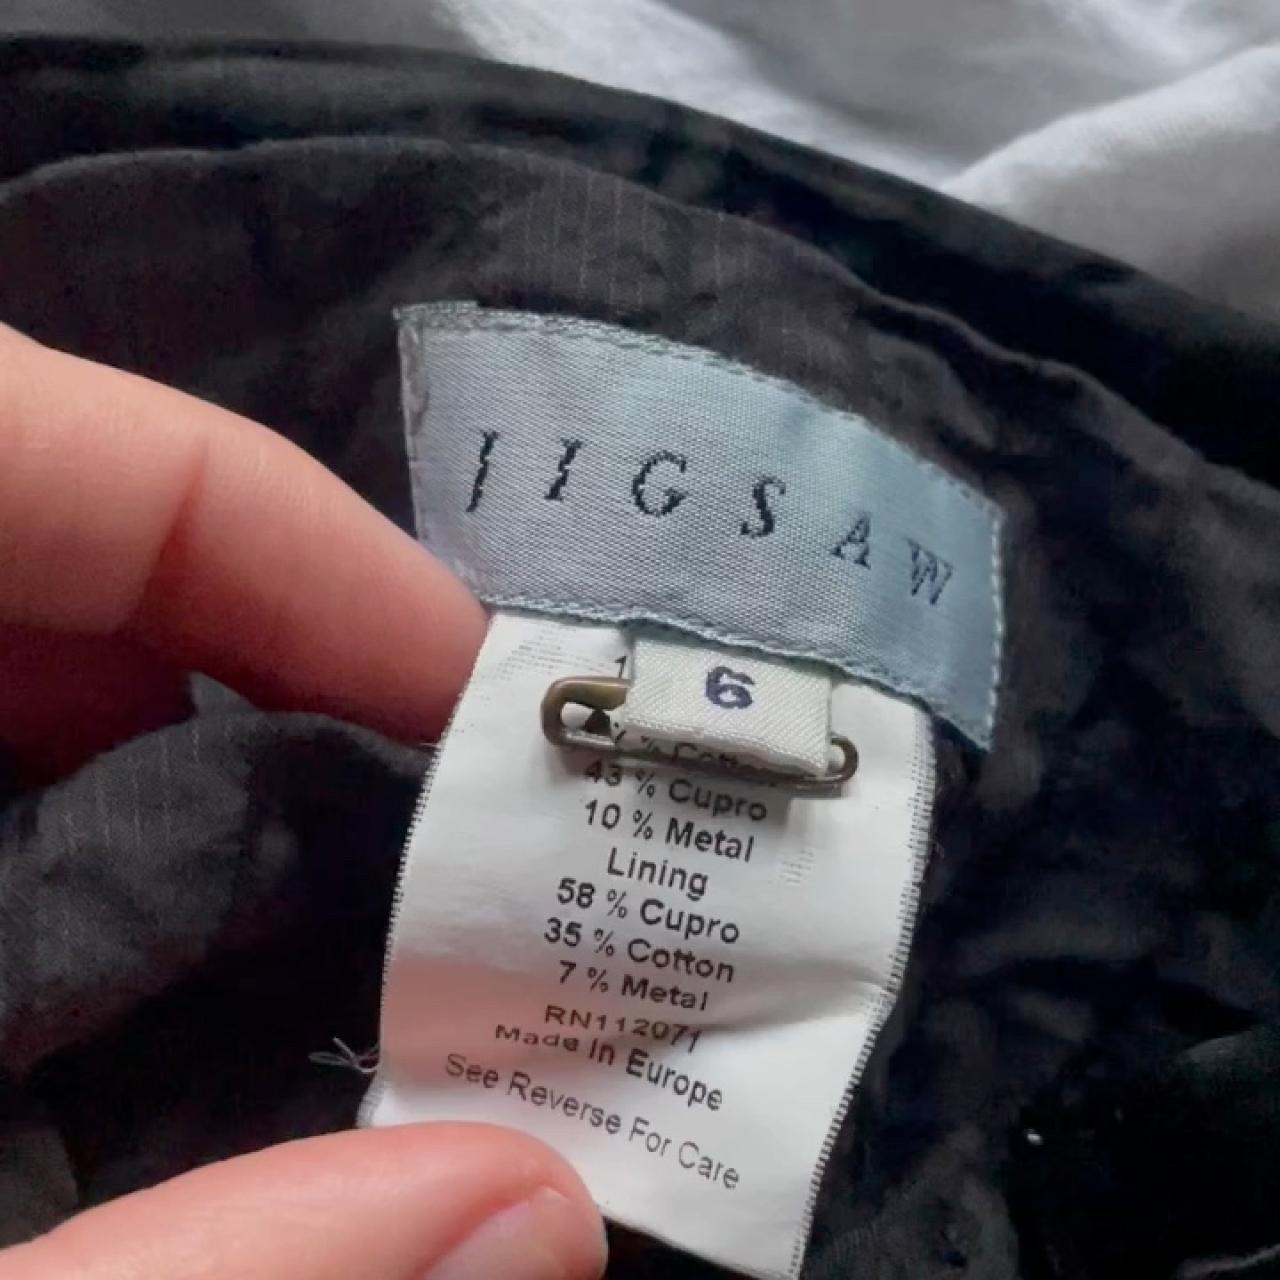 JIGSAW
6
% Cotton
43 % Cupro
10 % Metal
Lining
58 % Cupro
35 % Cotton
7 % Metal
RN112071
Made In Europe
See Reverse For Care